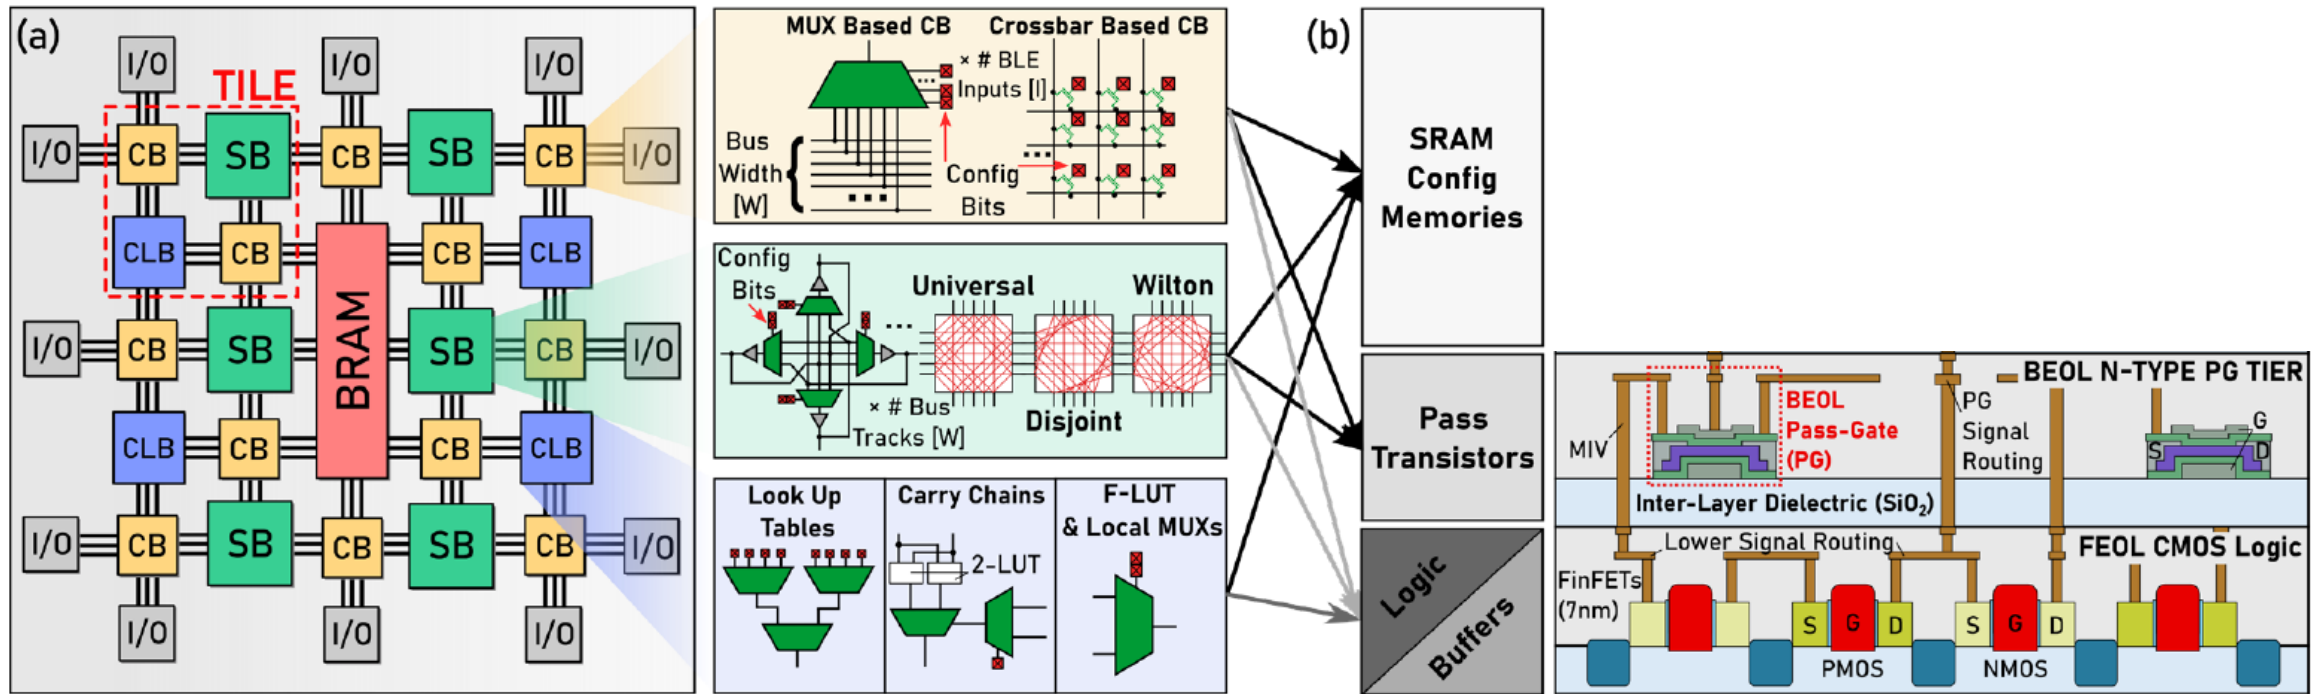 (a)
I/O I/O I/O
TILE
I/O CB SB CB SB CB I/O
CLB CB CB CLB
I/O CB SB SB CB I/O
BRAM
CLB CB CB CLB
I/O CB SB CB SB CB I/O
I/O I/O I/O
MUX Based CB
× # BLE
Inputs [I]
Bus
Width
[W]
Crossbar Based CB
Config
Bits
Config
Bits
× # Bus
Tracks [W]
Universal
Disjoint
Wilton
Look Up
Tables
Carry Chains
2-LUT
F-LUT
& Local MUXs
(b)
SRAM
Config
Memories
Pass
Transistors
Logic
Buffers
BEOL N-TYPE PG TIER
MIV
BEOL
Pass-Gate
(PG)
PG
Signal
Routing
G
S D
Inter-Layer Dielectric (SiO₂)
Lower Signal Routing
FEOL CMOS Logic
FinFETs
(7nm)
S G D S G D
PMOS NMOS